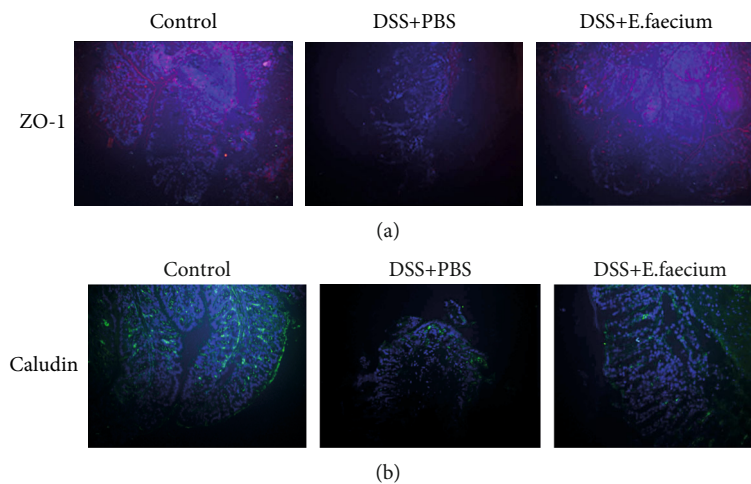 Control DSS+PBS DSS+E.faecium
ZO-1
(a)
Control DSS+PBS DSS+E.faecium
Caludin
(b)